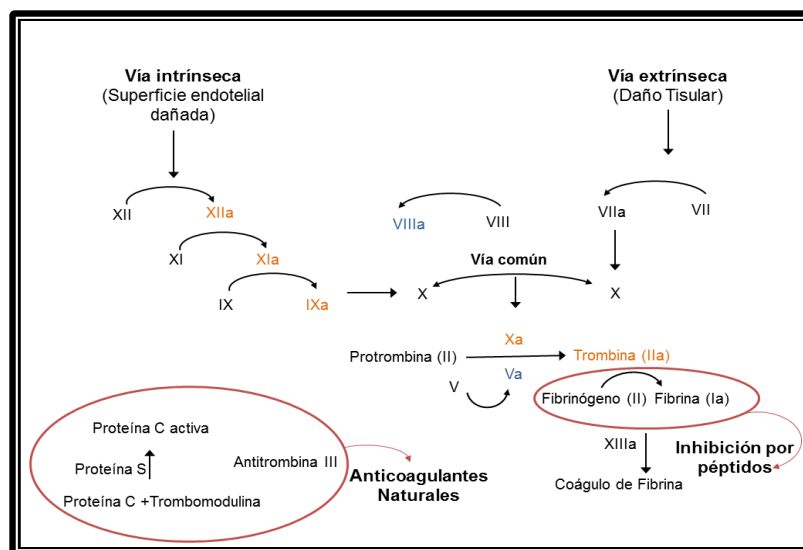 Vía intrínseca
(Superficie endotelial
dañada)
Vía extrínseca
(Daño Tisular)
XII
XIIa
VIIIa
VIII
VIIa
VII
XI
XIa
Vía común
IX
IXa
X
X
Xa
Protrombina (II)
Trombina (IIa)
Va
V
Fibrinógeno (II) Fibrina (Ia)
Proteína C activa
XIIIa
Inhibición por
péptidos
Proteína S
Antitrombina III
Anticoagulantes
Naturales
Proteína C +Trombomodulina
Coágulo de Fibrina